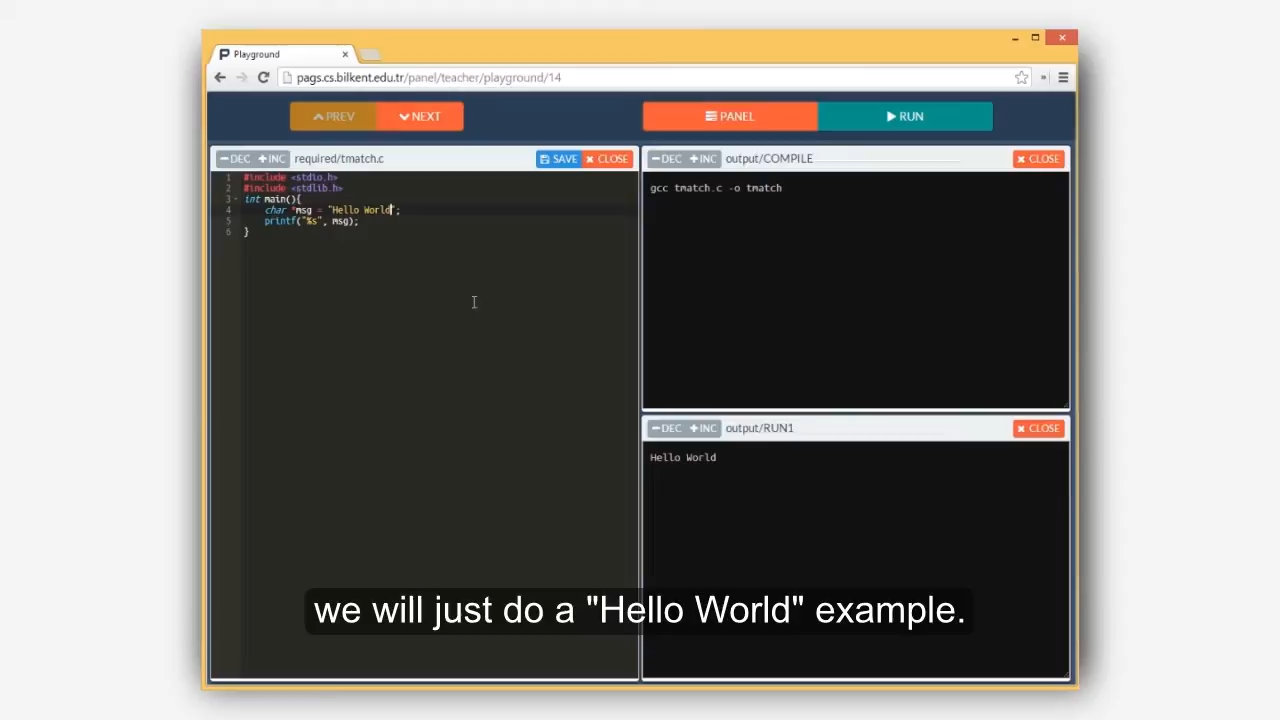 Playground
pags.cs.bilkent.edu.tr/panel/teacher/playground/14
PREV NEXT PANEL RUN
DEC INC required/tmatch.c SAVE CLOSE
1 #include <stdio.h>
2 #include <stdlib.h>
3 int main(){
4 char *msg = "Hello World";
5 printf("%s", msg);
6 }
DEC INC output/COMPILE CLOSE
gcc tmatch.c -o tmatch
DEC INC output/RUN1 CLOSE
Hello World
we will just do a "Hello World" example.